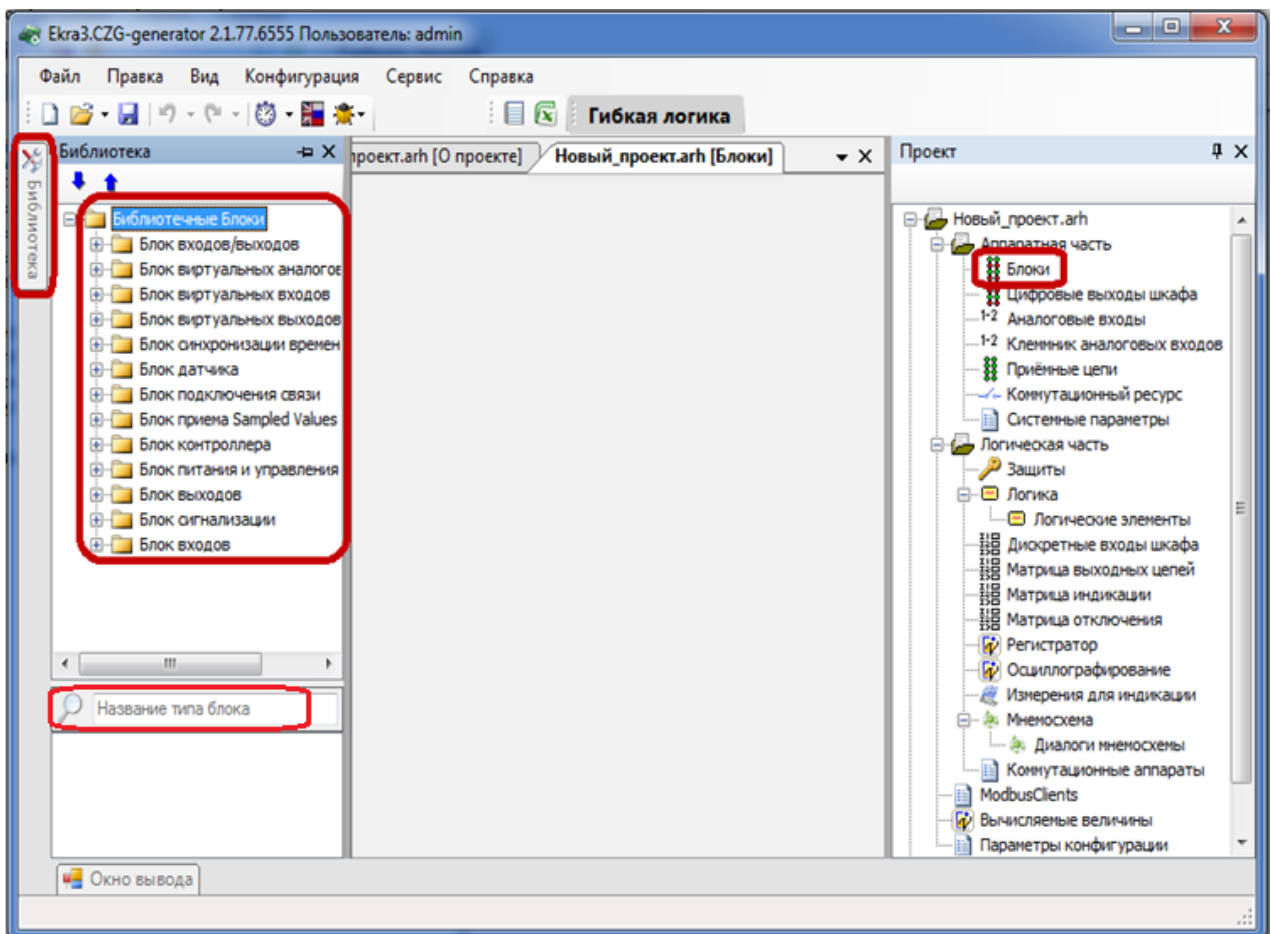 Ekra3.CZG-generator 2.1.77.6555 Пользователь: admin
Файл Правка Вид Конфигурация Сервис Справка
Гибкая логика
Библиотека
Библиотека
проект.arh [О проекте] Новый_проект.arh [Блоки]
Проект
Библиотечные Блоки
Блок входов/выходов
Блок виртуальных аналогов
Блок виртуальных входов
Блок виртуальных выходов
Блок синхронизации времен
Блок датчика
Блок подключения связи
Блок приема Sampled Values
Блок контроллера
Блок питания и управления
Блок выходов
Блок сигнализации
Блок входов
Название типа блока
Новый_проект.arh
Аппаратная часть
Блоки
Цифровые выходы шкафа
1-2 Аналоговые входы
1-2 Клеммник аналоговых входов
Приёмные цепи
Коммутационный ресурс
Системные параметры
Логическая часть
Защиты
Логика
Логические элементы
Дискретные входы шкафа
Матрица выходных цепей
Матрица индикации
Матрица отключения
Регистратор
Осциллографирование
Измерения для индикации
Мнемосхема
Диалоги мнемосхемы
Коммутационные аппараты
ModbusClients
Вычисляемые величины
Параметры конфигурации
Окно вывода